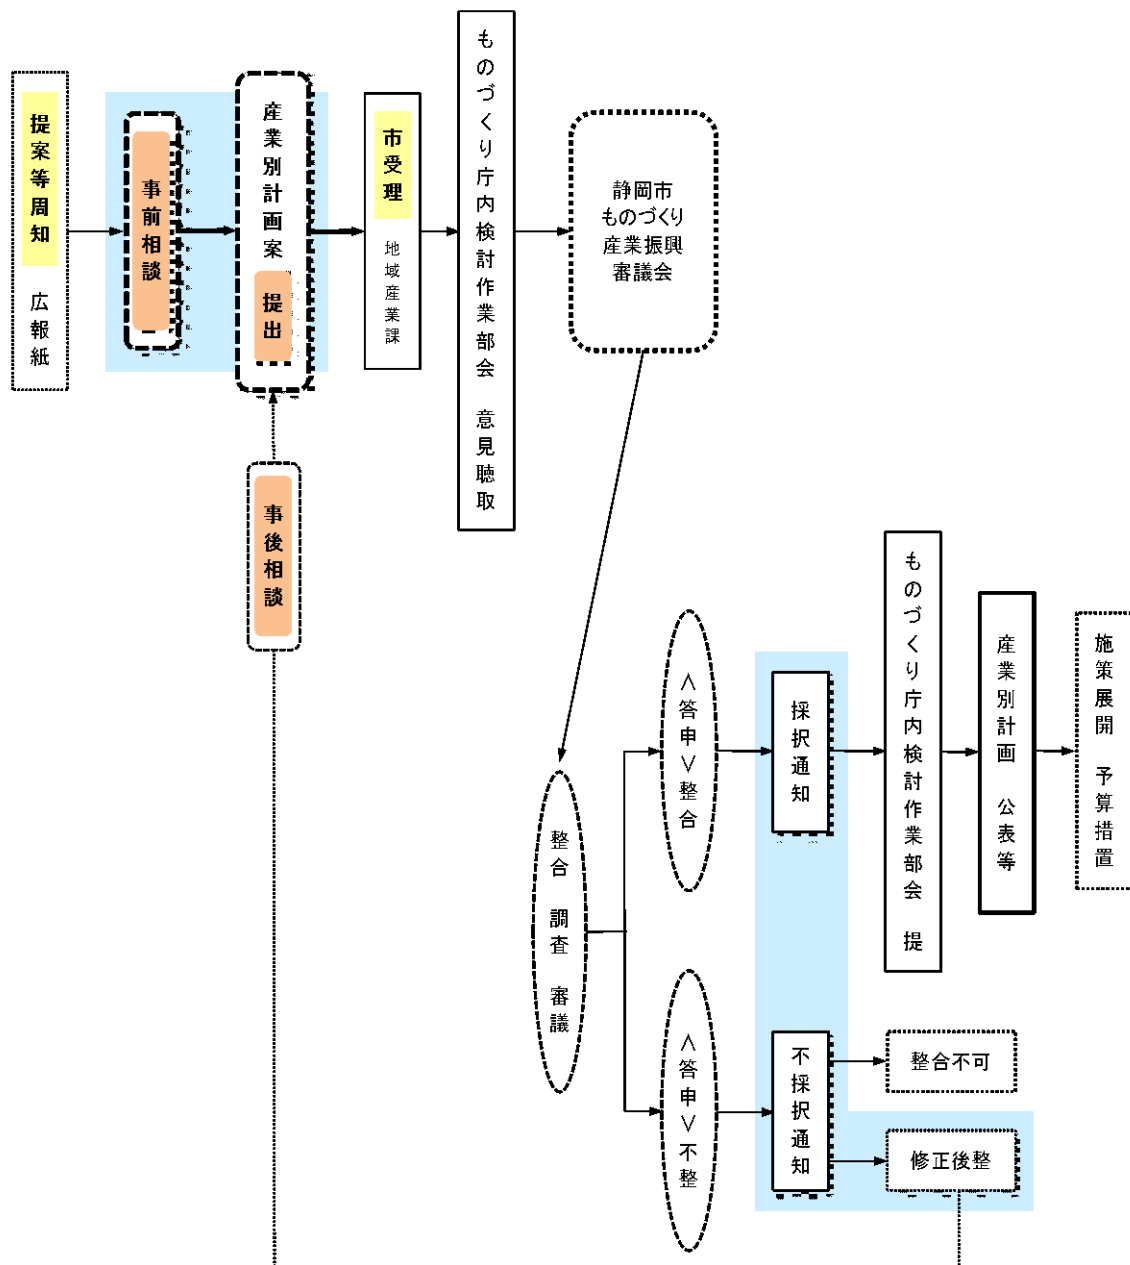 提案等周知　広報紙
事前相談
産業別計画案　提出
市受理　地域産業課
ものづくり庁内検討作業部会　意見聴取
静岡市
ものづくり
産業振興
審議会
事後相談
整合　調査　審議
<答申>整合
採択通知
ものづくり庁内検討作業部会　提
産業別計画　公表等
施策展開　予算措置
<答申>不整
不採択通知
整合不可
修正後整